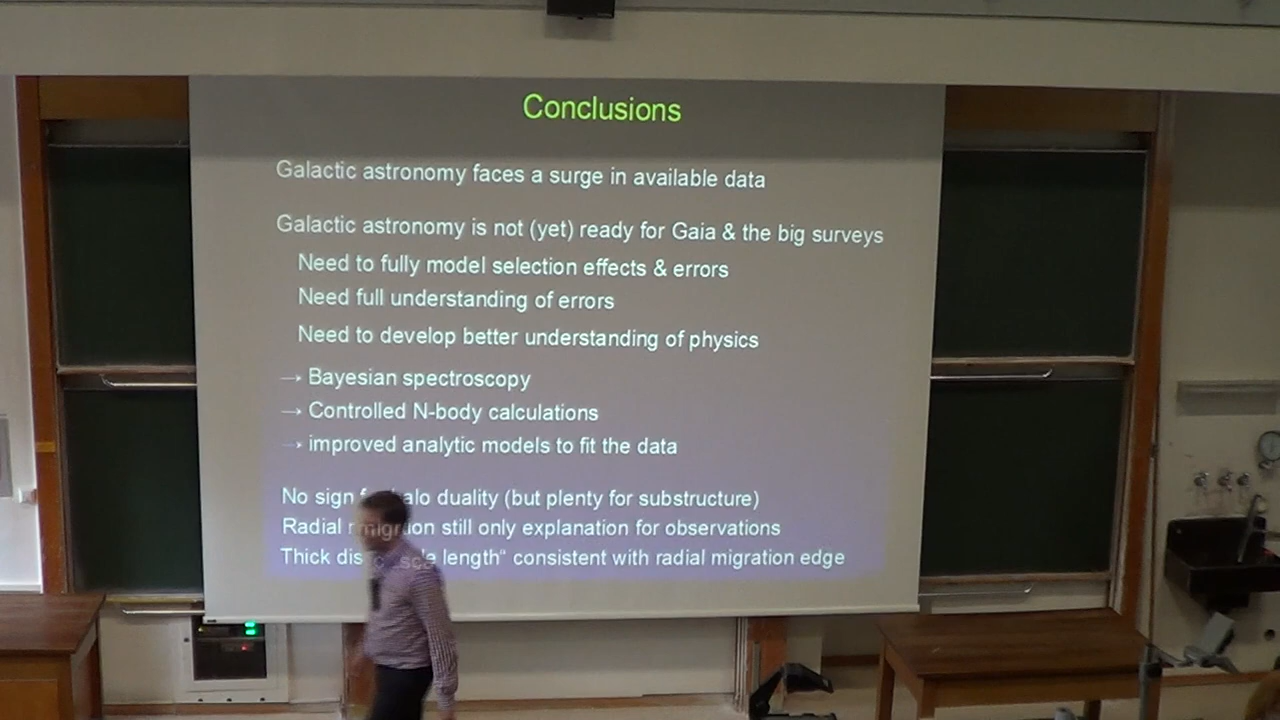 Conclusions
Galactic astronomy faces a surge in available data
Galactic astronomy is not (yet) ready for Gaia & the big surveys
Need to fully model selection effects & errors
Need full understanding of errors
Need to develop better understanding of physics
→ Bayesian spectroscopy
→ Controlled N-body calculations
→ improved analytic models to fit the data
No sign duality (but plenty for substructure)
Radial migration still only explanation for observations
Thick disc „scale length“ consistent with radial migration edge